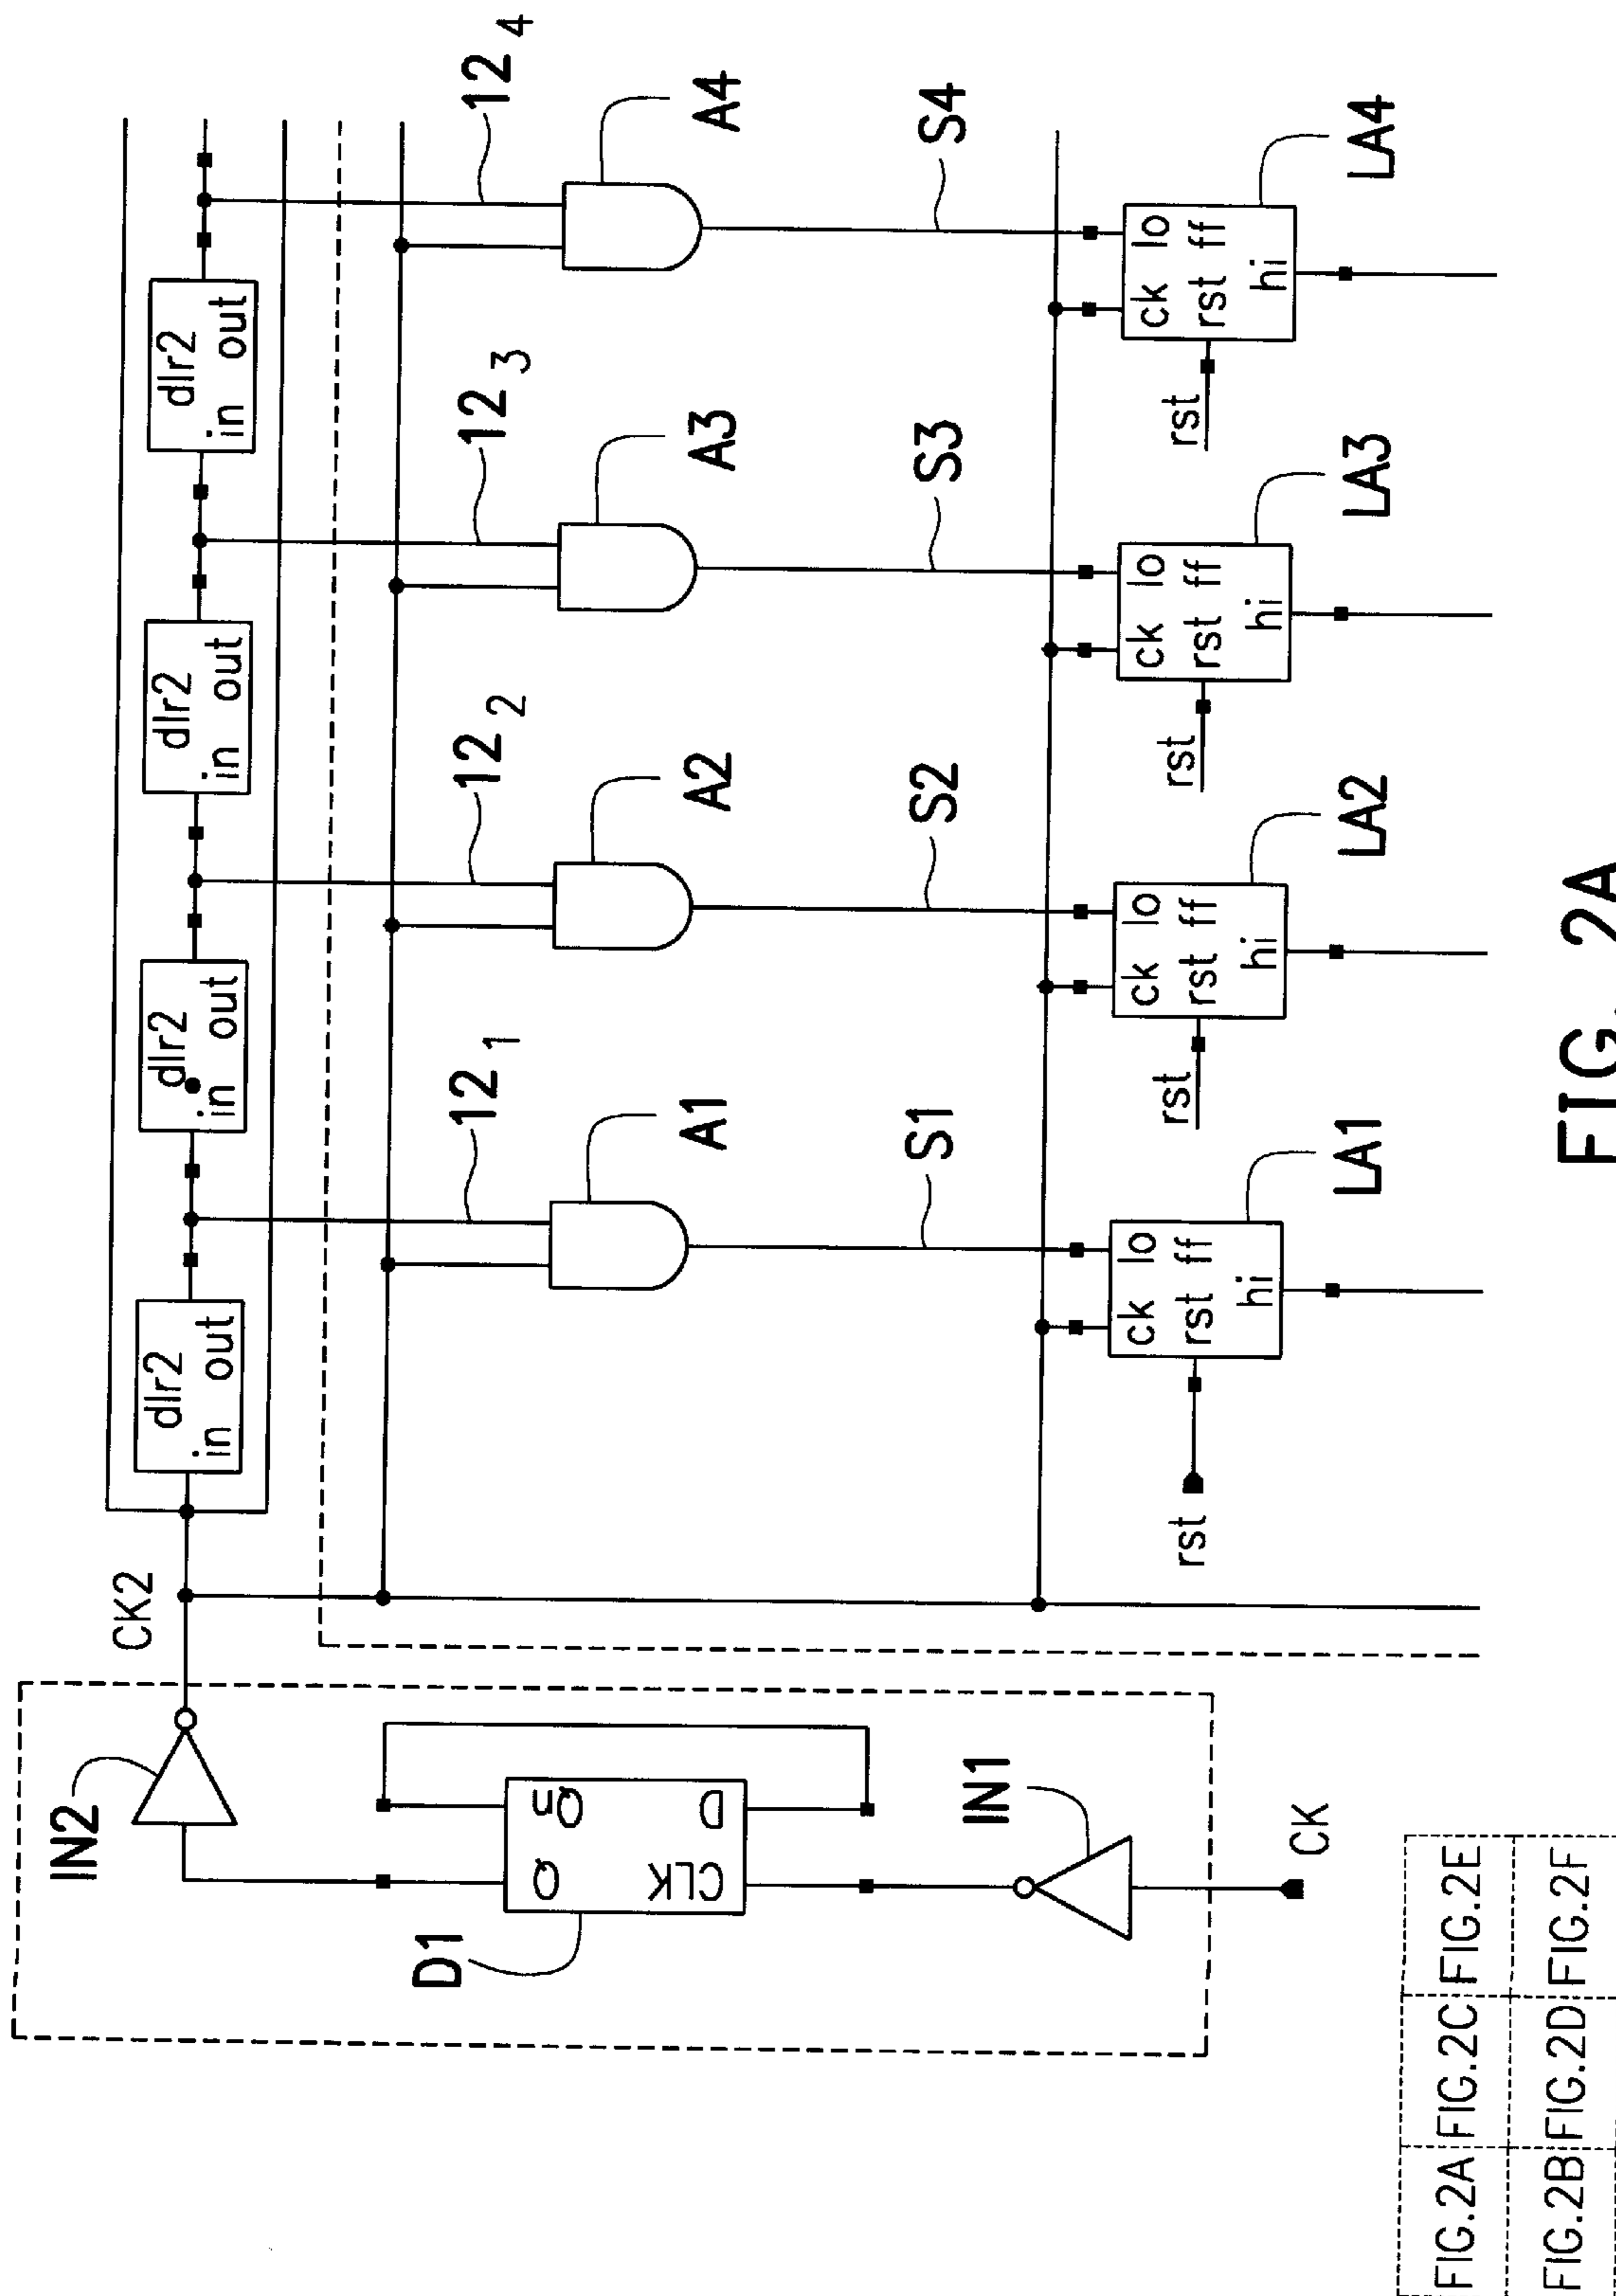 CK2
dlr2
in out
dlr2
in out
dlr2
in out
dlr2
in out
12 1
12 2
12 3
12 4
A1
A2
A3
A4
IN2
Q Qn
CLK D
D1
IN1
CK
S1
S2
S3
S4
ck lo
rst ff
hi
LA1
rst
ck lo
rst ff
hi
LA2
rst
ck lo
rst ff
hi
LA3
rst
ck lo
rst ff
hi
LA4
rst
FIG.2A FIG.2C FIG.2E
FIG.2B FIG.2D FIG.2F
FIG. 2A